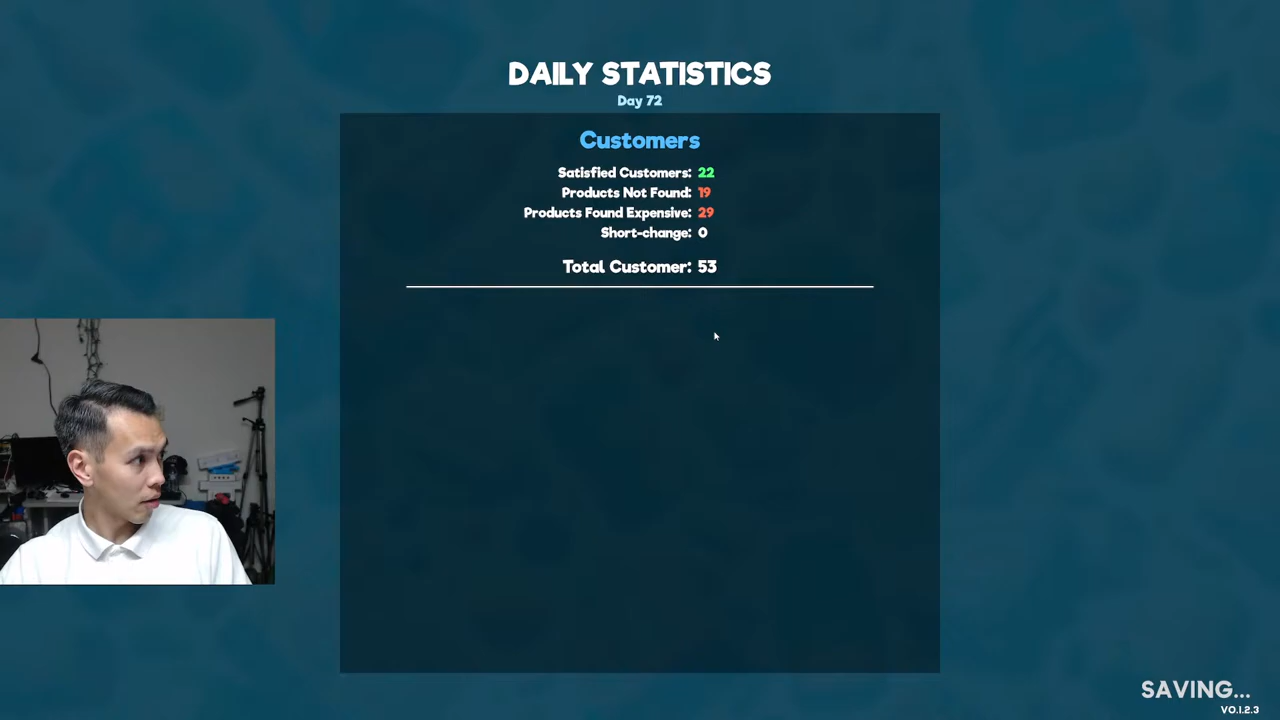 DAILY STATISTICS
Day 72
Customers
Satisfied Customers: 22
Products Not Found: 19
Products Found Expensive: 29
Short-change: 0
Total Customer: 53
SAVING...
V0.1.2.3